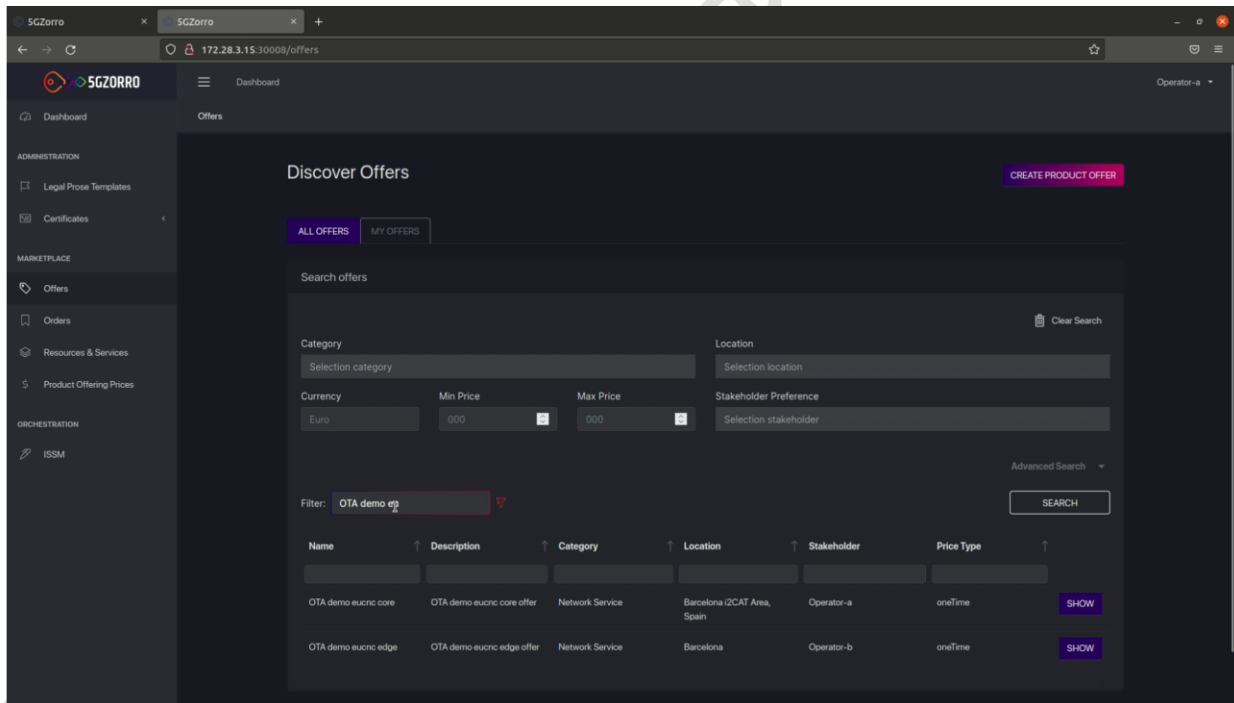 5GZorro
5GZorro
172.28.3.15:30008/offers
5GZORRO
Dashboard
Operator-a
Dashboard
Offers
ADMINISTRATION
Legal Prose Templates
Certificates
MARKETPLACE
Offers
Orders
Resources & Services
Product Offering Prices
ORCHESTRATION
ISSM
Discover Offers
CREATE PRODUCT OFFER
ALL OFFERS
MY OFFERS
Search offers
Clear Search
Category
Location
Selection category
Selection location
Currency
Min Price
Max Price
Stakeholder Preference
Euro
000
000
Selection stakeholder
Advanced Search
Filter:
OTA demo eu
SEARCH
Name Description Category Location Stakeholder Price Type
OTA demo eucnc core OTA demo eucnc core offer Network Service Barcelona i2CAT Area, Operator-a oneTime SHOW
Spain
OTA demo eucnc edge OTA demo eucnc edge offer Network Service Barcelona Operator-b oneTime SHOW